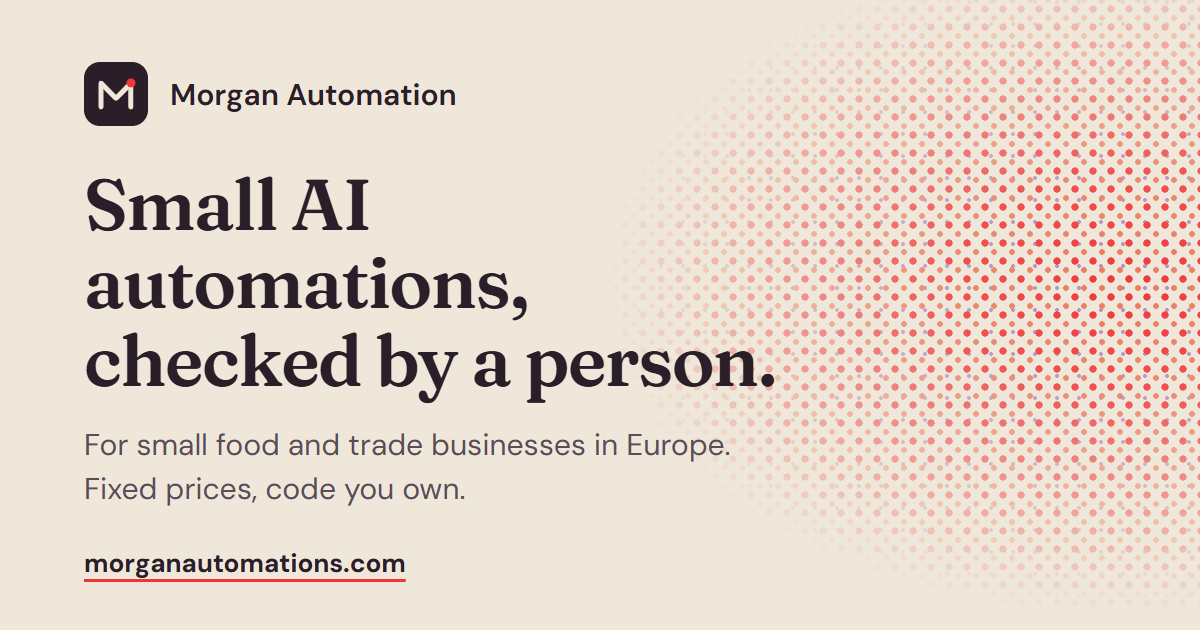 Morgan Automation
Small AI
automations,
checked by a person.
For small food and trade businesses in Europe.
Fixed prices, code you own.
morganautomations.com